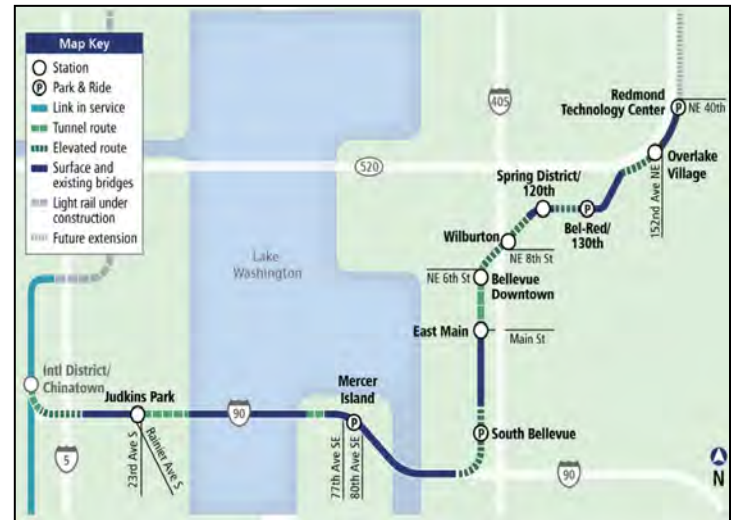 Map Key
Station
P Park & Ride
Link in service
Tunnel route
Elevated route
Surface and
existing bridges
Light rail under
construction
Future extension
405
Redmond
Technology Center
P
NE 40th
520
Overlake
Village
152nd Ave NE
Spring District/
120th
P
Bel-Red/
130th
Wilburton
NE 8th St
Lake
Washington
NE 6th St
Bellevue
Downtown
East Main
Main St
Intl District/
Chinatown
Judkins Park
Mercer
Island
90
P
P
South Bellevue
5
23rd Ave S
Rainier Ave S
77th Ave SE
80th Ave SE
90
N